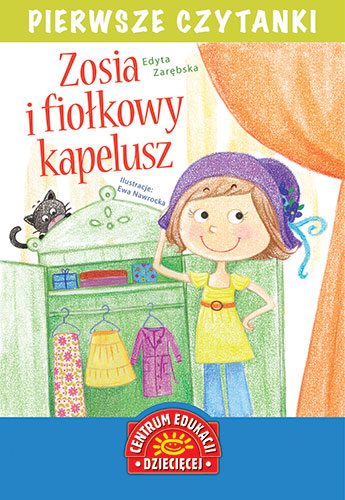 PIERWSZE CZYTANKI
Zosia
Edyta
Zarębska
i fiołkowy
kapelusz
Ilustracje:
Ewa Nawrocka
CENTRUM EDUKACJI
DZIECIĘCEJ